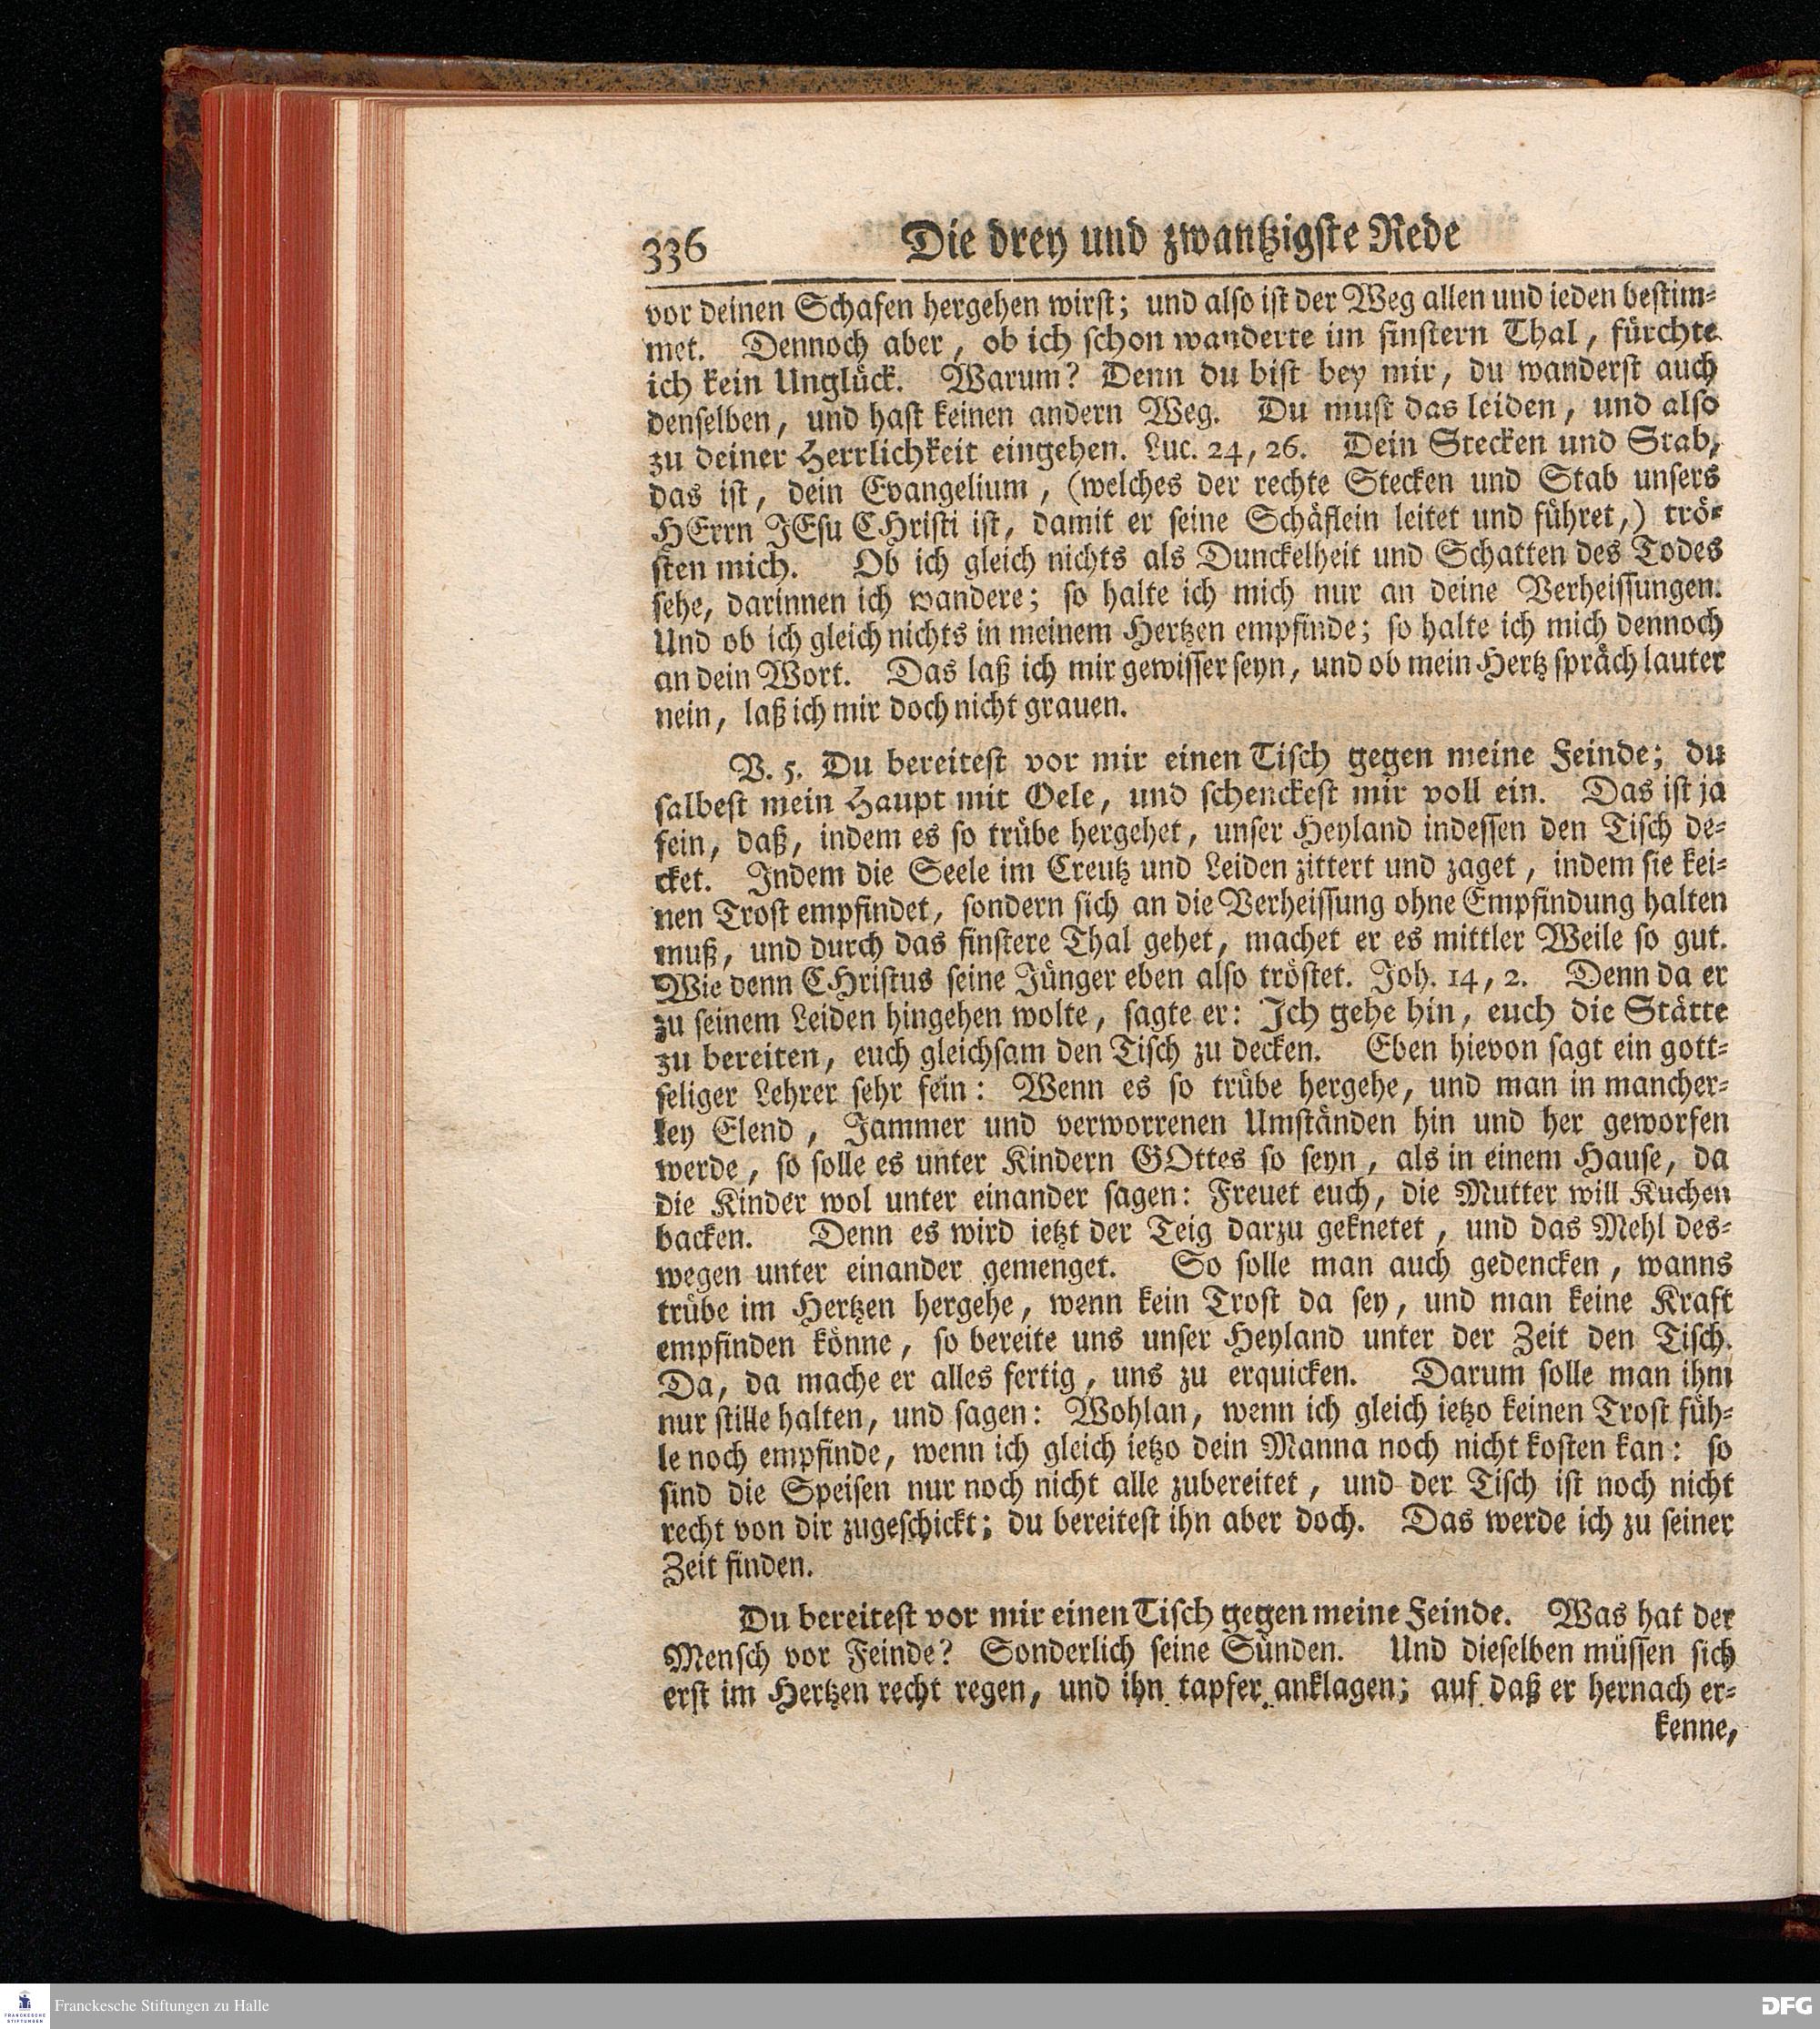 336 Die drey und zwantzigste Rede
vor deinen Schafen hergehen wirst; und also ist der Weg allen und ieden bestim-
met. Dennoch aber, ob ich schon wanderte im finstern Thal, fürchte
ich kein Unglück. Warum? Denn du bist bey mir, du wanderst auch
denselben, und hast keinen andern Weg. Du must das leiden, und also
zu deiner Herrlichkeit eingehen. Luc. 24, 26. Dein Stecken und Stab,
das ist, dein Evangelium, (welches der rechte Stecken und Stab unsers
HErrn JEsu CHristi ist, damit er seine Schäflein leitet und führet,) trö-
sten mich. Ob ich gleich nichts als Dunckelheit und Schatten des Todes
sehe, darinnen ich wandere; so halte ich mich nur an deine Verheissungen.
Und ob ich gleich nichts in meinem Hertzen empfinde; so halte ich mich dennoch
an dein Wort. Das laß ich mir gewisser seyn, und ob mein Hertz spräch lauter
nein, laß ich mir doch nicht grauen.
V. 5. Du bereitest vor mir einen Tisch gegen meine Feinde; du
salbest mein Haupt mit Oele, und schenckest mir voll ein. Das ist ja
fein, daß, indem es so trübe hergehet, unser Heyland indessen den Tisch de-
cket. Indem die Seele im Creutz und Leiden zittert und zaget, indem sie kei-
nen Trost empfindet, sondern sich an die Verheissung ohne Empfindung halten
muß, und durch das finstere Thal gehet, machet er es mittler Weile so gut.
Wie denn CHristus seine Jünger eben also tröstet. Joh. 14, 2. Denn da er
zu seinem Leiden hingehen wolte, sagte er: Ich gehe hin, euch die Stätte
zu bereiten, euch gleichsam den Tisch zu decken. Eben hievon sagt ein gott-
seliger Lehrer sehr fein: Wenn es so trübe hergehe, und man in mancher-
ley Elend, Jammer und verworrenen Umständen hin und her geworfen
werde, so solle es unter Kindern GOttes so seyn, als in einem Hause, da
die Kinder wol unter einander sagen: Freuet euch, die Mutter will Kuchen
backen. Denn es wird ietzt der Teig darzu geknetet, und das Mehl des-
wegen unter einander gemenget. So solle man auch gedencken, wanns
trübe im Hertzen hergehe, wenn kein Trost da sey, und man keine Kraft
empfinden könne, so bereite uns unser Heyland unter der Zeit den Tisch.
Da, da mache er alles fertig, uns zu erquicken. Darum solle man ihm
nur stille halten, und sagen: Wohlan, wenn ich gleich ietzo keinen Trost füh-
le noch empfinde, wenn ich gleich ietzo dein Manna noch nicht kosten kan: so
sind die Speisen nur noch nicht alle zubereitet, und der Tisch ist noch nicht
recht von dir zugeschickt; du bereitest ihn aber doch. Das werde ich zu seiner
Zeit finden.
Du bereitest vor mir einen Tisch gegen meine Feinde. Was hat der
Mensch vor Feinde? Sonderlich seine Sünden. Und dieselben müssen sich
erst im Hertzen recht regen, und ihn tapfer anklagen; auf daß er hernach er-
kenne,
FRANCKESCHE
STIFTUNGEN
Franckesche Stiftungen zu Halle
DFG